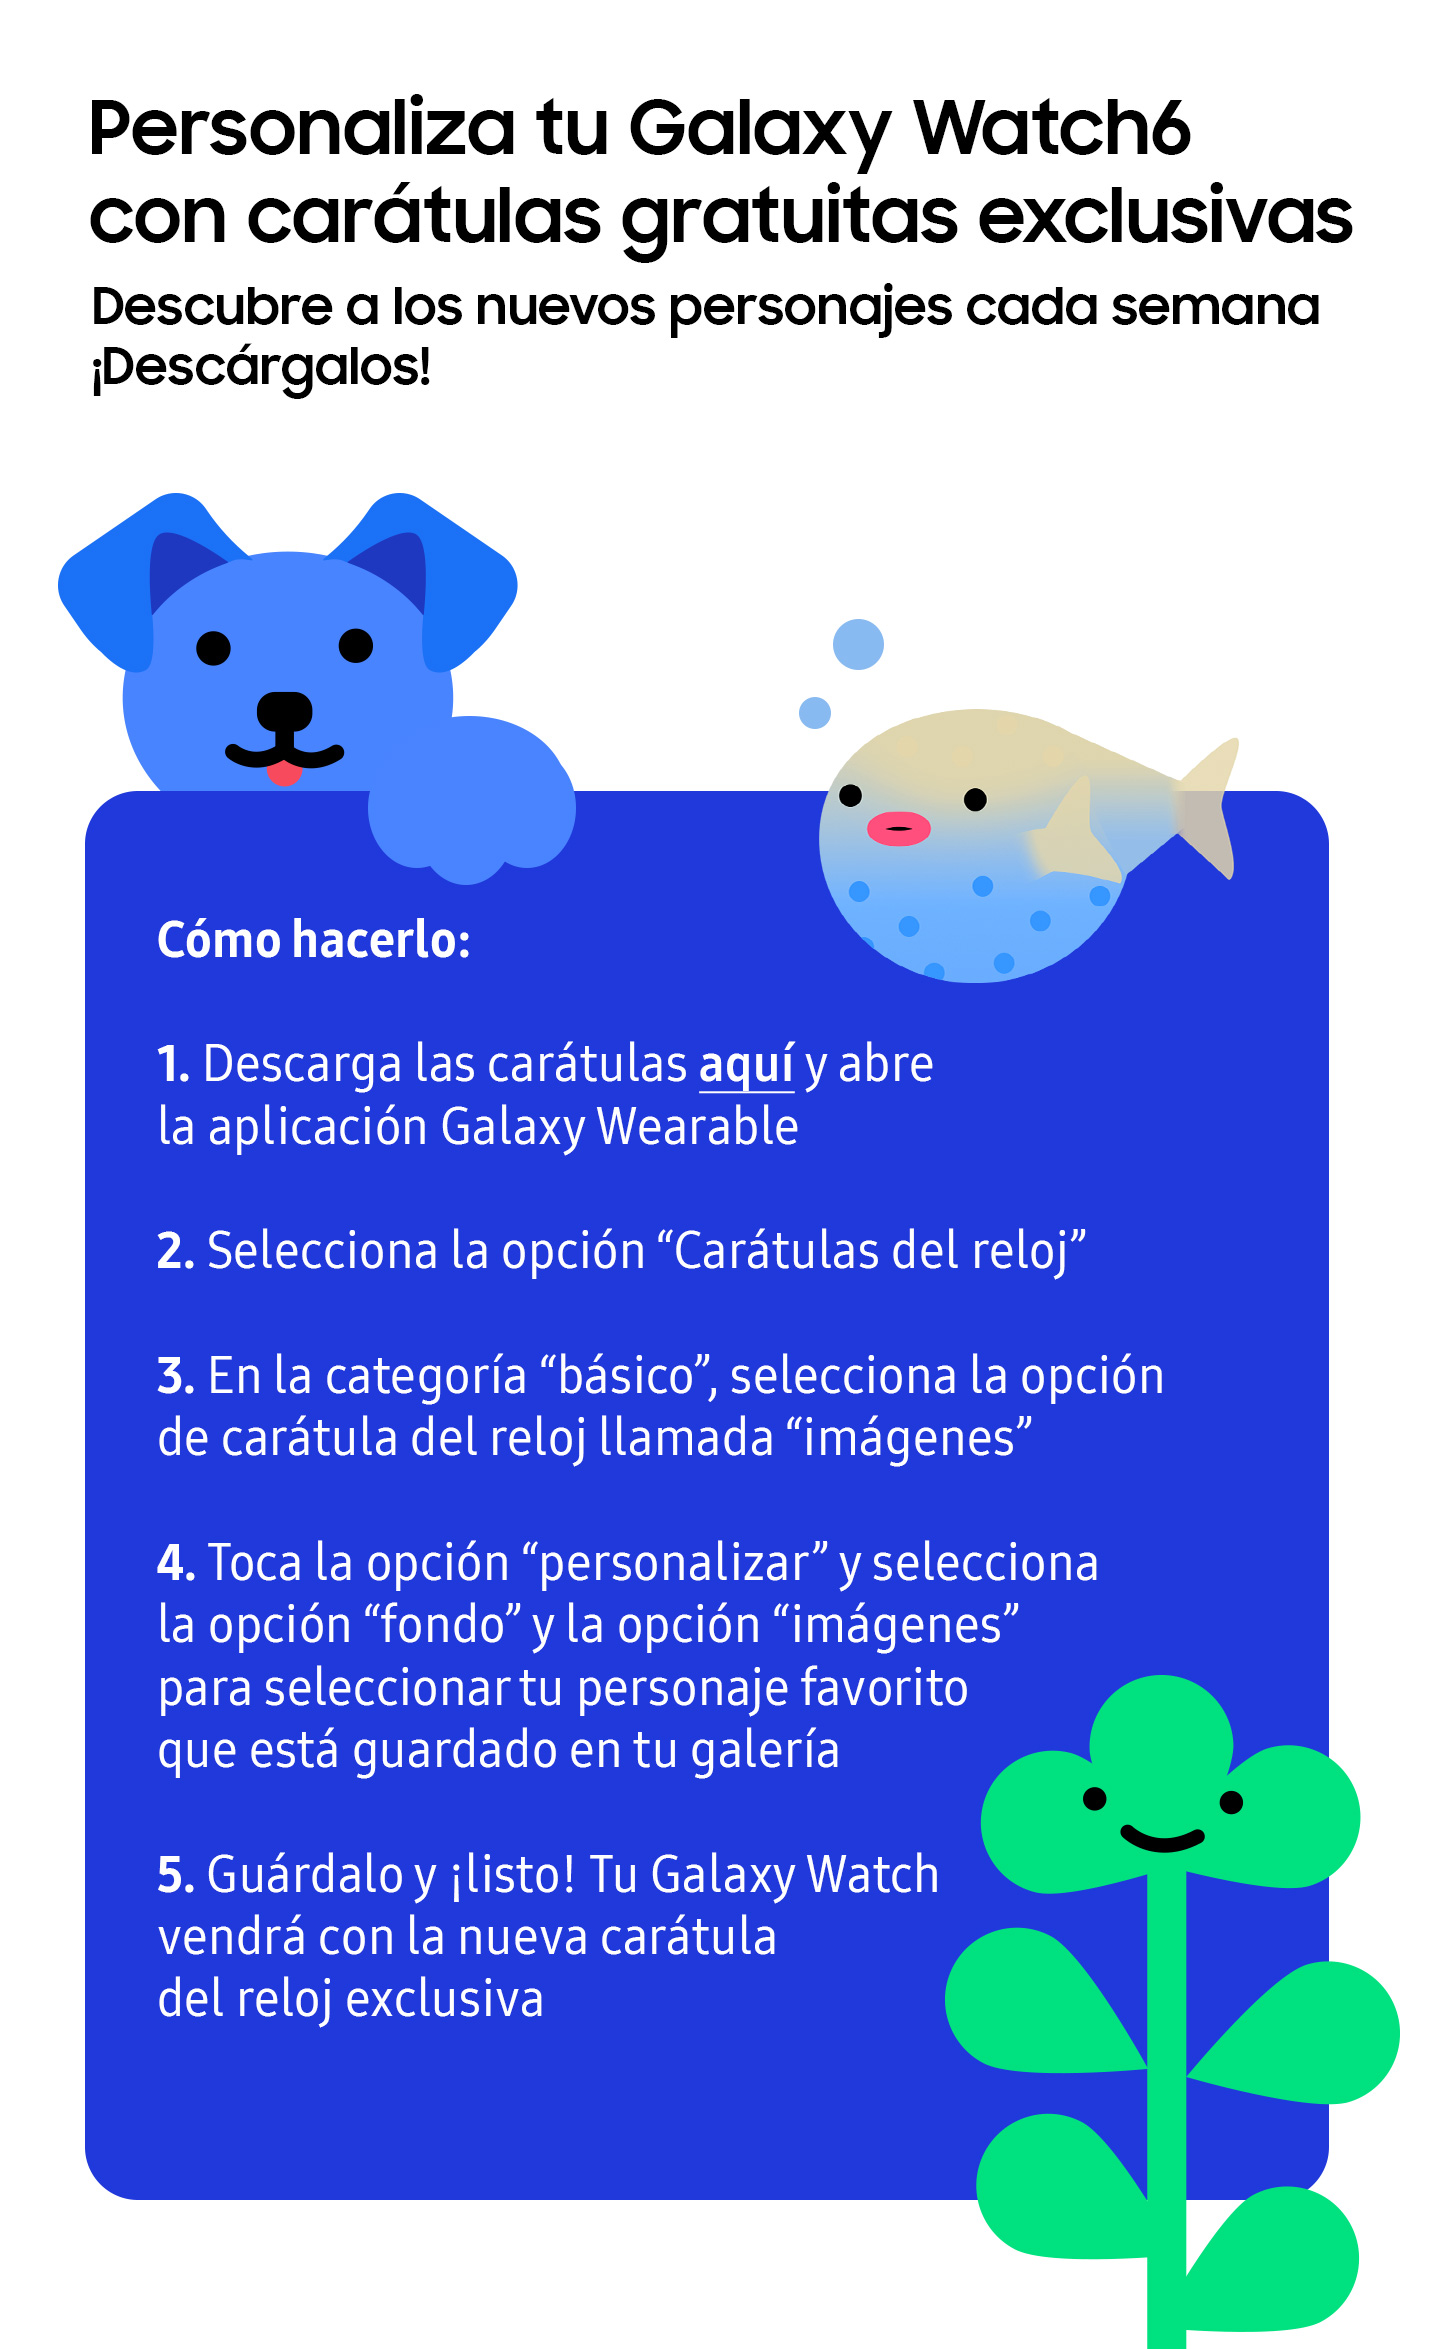 Personaliza tu Galaxy Watch6
con carátulas gratuitas exclusivas
Descubre a los nuevos personajes cada semana
¡Descárgalos!
Cómo hacerlo:
1. Descarga las carátulas aquí y abre
la aplicación Galaxy Wearable
2. Selecciona la opción “Carátulas del reloj”
3. En la categoría “básico”, selecciona la opción
de carátula del reloj llamada “imágenes”
4. Toca la opción “personalizar” y selecciona
la opción “fondo” y la opción “imágenes”
para seleccionar tu personaje favorito
que está guardado en tu galería
5. Guárdalo y ¡listo! Tu Galaxy Watch
vendrá con la nueva carátula
del reloj exclusiva